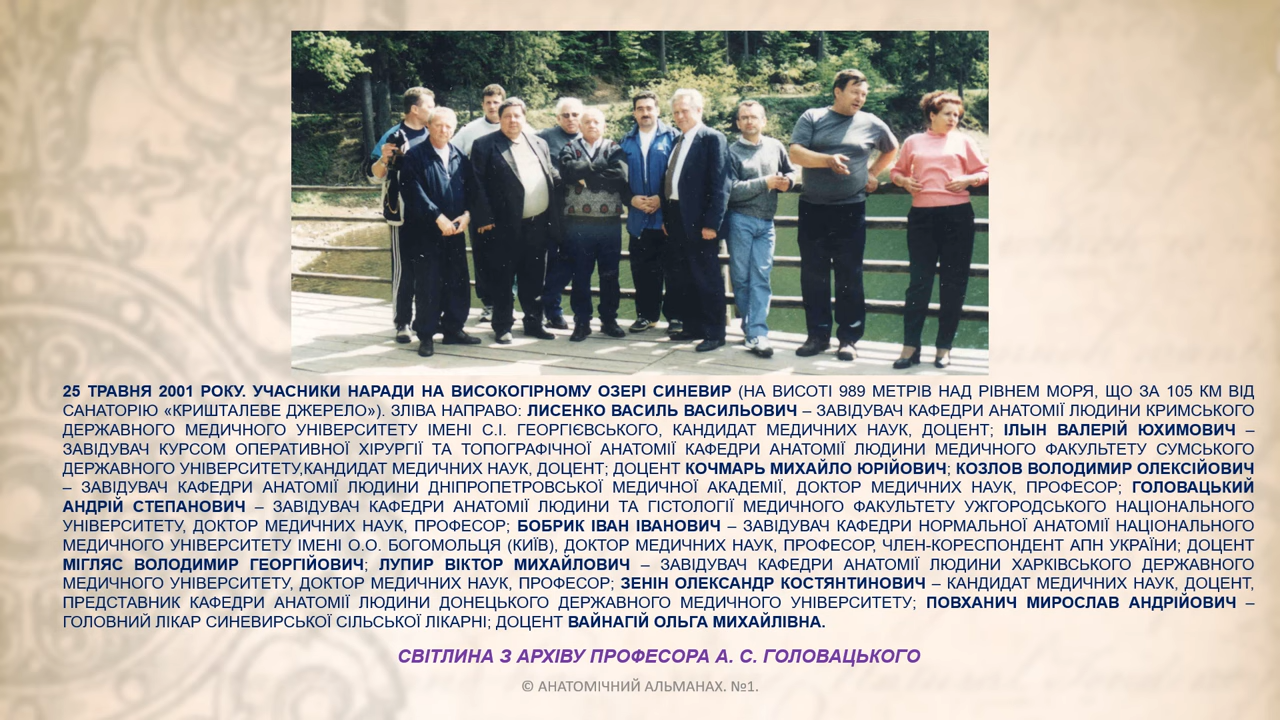 25 ТРАВНЯ 2001 РОКУ. УЧАСНИКИ НАРАДИ НА ВИСОКОГІРНОМУ ОЗЕРІ СИНЕВИР (НА ВИСОТІ 989 МЕТРІВ НАД РІВНЕМ МОРЯ, ЩО ЗА 105 КМ ВІД
САНАТОРІЮ «КРИШТАЛЕВЕ ДЖЕРЕЛО»). ЗЛІВА НАПРАВО: ЛИСЕНКО ВАСИЛЬ ВАСИЛЬОВИЧ – ЗАВІДУВАЧ КАФЕДРИ АНАТОМІЇ ЛЮДИНИ КРИМСЬКОГО
ДЕРЖАВНОГО МЕДИЧНОГО УНІВЕРСИТЕТУ ІМЕНІ С.І. ГЕОРГІЄВСЬКОГО, КАНДИДАТ МЕДИЧНИХ НАУК, ДОЦЕНТ; ІЛЬЇН ВАЛЕРІЙ ЮХИМОВИЧ –
ЗАВІДУВАЧ КУРСОМ ОПЕРАТИВНОЇ ХІРУРГІЇ ТА ТОПОГРАФІЧНОЇ АНАТОМІЇ КАФЕДРИ АНАТОМІЇ ЛЮДИНИ МЕДИЧНОГО ФАКУЛЬТЕТУ СУМСЬКОГО
ДЕРЖАВНОГО УНІВЕРСИТЕТУ,КАНДИДАТ МЕДИЧНИХ НАУК, ДОЦЕНТ; ДОЦЕНТ КОЧМАРЬ МИХАЙЛО ЮРІЙОВИЧ; КОЗЛОВ ВОЛОДИМИР ОЛЕКСІЙОВИЧ
– ЗАВІДУВАЧ КАФЕДРИ АНАТОМІЇ ЛЮДИНИ ДНІПРОПЕТРОВСЬКОЇ МЕДИЧНОЇ АКАДЕМІЇ, ДОКТОР МЕДИЧНИХ НАУК, ПРОФЕСОР; ГОЛОВАЦЬКИЙ
АНДРІЙ СТЕПАНОВИЧ – ЗАВІДУВАЧ КАФЕДРИ АНАТОМІЇ ЛЮДИНИ ТА ГІСТОЛОГІЇ МЕДИЧНОГО ФАКУЛЬТЕТУ УЖГОРОДСЬКОГО НАЦІОНАЛЬНОГО
УНІВЕРСИТЕТУ, ДОКТОР МЕДИЧНИХ НАУК, ПРОФЕСОР; БОБРИК ІВАН ІВАНОВИЧ – ЗАВІДУВАЧ КАФЕДРИ НОРМАЛЬНОЇ АНАТОМІЇ НАЦІОНАЛЬНОГО
МЕДИЧНОГО УНІВЕРСИТЕТУ ІМЕНІ О.О. БОГОМОЛЬЦЯ (КИЇВ), ДОКТОР МЕДИЧНИХ НАУК, ПРОФЕСОР, ЧЛЕН-КОРЕСПОНДЕНТ АПН УКРАЇНИ; ДОЦЕНТ
МІГЛЯС ВОЛОДИМИР ГЕОРГІЙОВИЧ; ЛУПИР ВІКТОР МИХАЙЛОВИЧ – ЗАВІДУВАЧ КАФЕДРИ АНАТОМІЇ ЛЮДИНИ ХАРКІВСЬКОГО ДЕРЖАВНОГО
МЕДИЧНОГО УНІВЕРСИТЕТУ, ДОКТОР МЕДИЧНИХ НАУК, ПРОФЕСОР; ЗЕНІН ОЛЕКСАНДР КОСТЯНТИНОВИЧ – КАНДИДАТ МЕДИЧНИХ НАУК, ДОЦЕНТ,
ПРЕДСТАВНИК КАФЕДРИ АНАТОМІЇ ЛЮДИНИ ДОНЕЦЬКОГО ДЕРЖАВНОГО МЕДИЧНОГО УНІВЕРСИТЕТУ; ПОВХАНИЧ МИРОСЛАВ АНДРІЙОВИЧ –
ГОЛОВНИЙ ЛІКАР СИНЕВИРСЬКОЇ СІЛЬСЬКОЇ ЛІКАРНІ; ДОЦЕНТ ВАЙНАГІЙ ОЛЬГА МИХАЙЛІВНА.
СВІТЛИНА З АРХІВУ ПРОФЕСОРА А. С. ГОЛОВАЦЬКОГО
© АНАТОМІЧНИЙ АЛЬМАНАХ. №1.